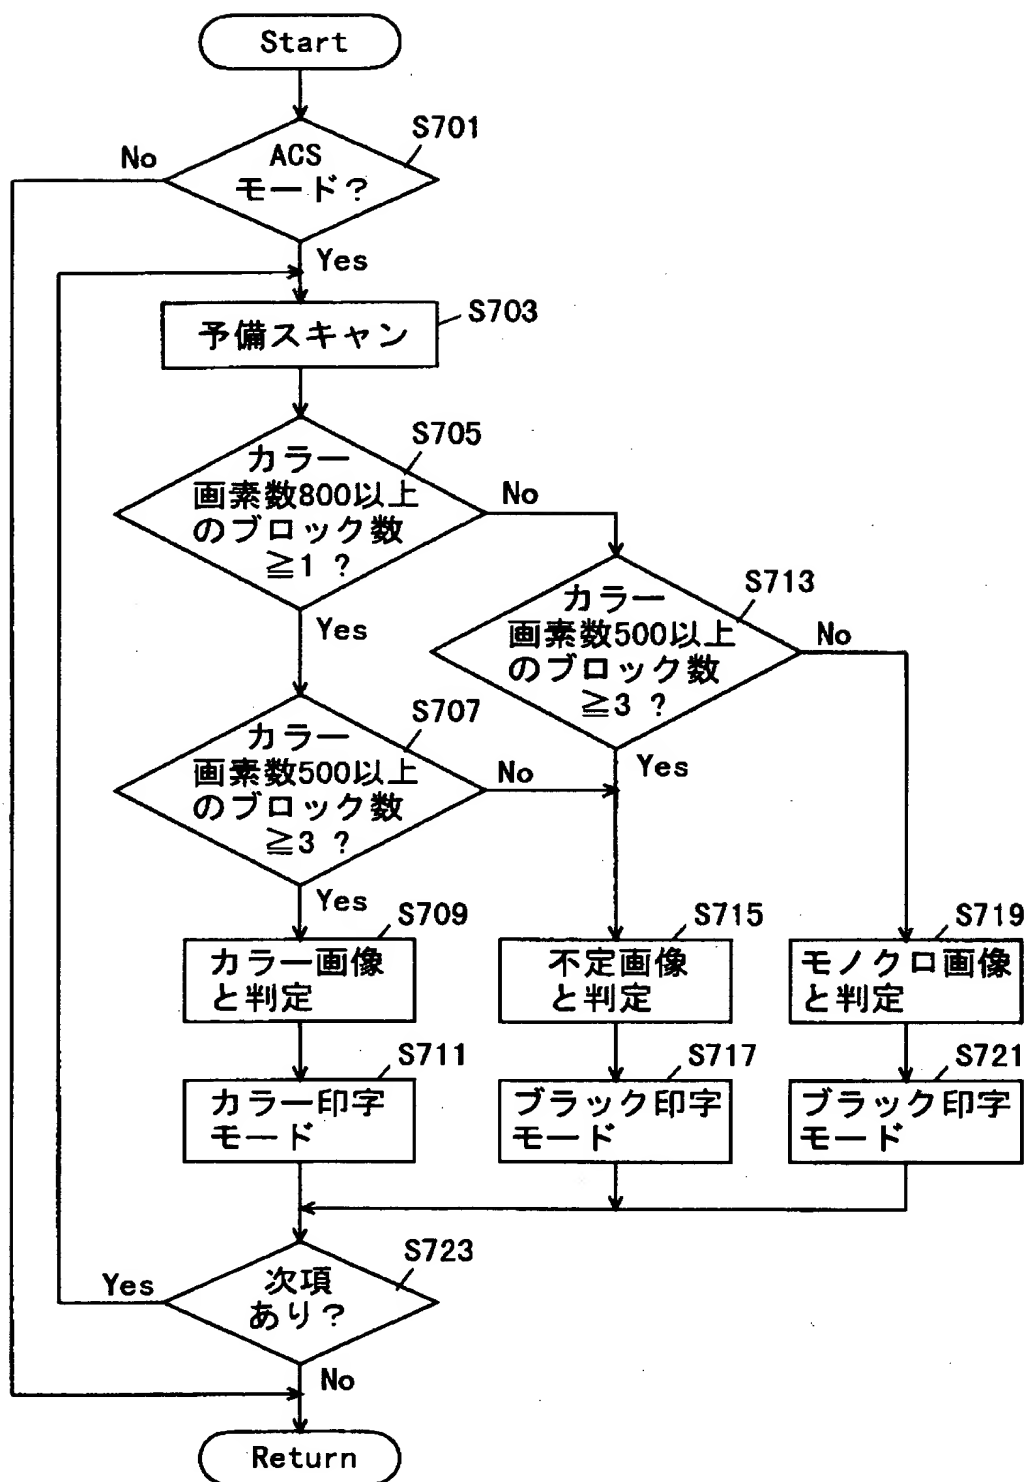 Start
S701
No
ACS
モード？
Yes
S703
予備スキャン
S705
カラー
画素数800以上
のブロック数
≧1 ?
No
Yes
S713
カラー
画素数500以上
のブロック数
≧3 ?
No
Yes
S707
カラー
画素数500以上
のブロック数
≧3 ?
No
Yes
S709
カラー画像
と判定
S715
不定画像
と判定
S719
モノクロ画像
と判定
S711
カラー印字
モード
S717
ブラック印字
モード
S721
ブラック印字
モード
S723
Yes
次項
あり？
No
Return